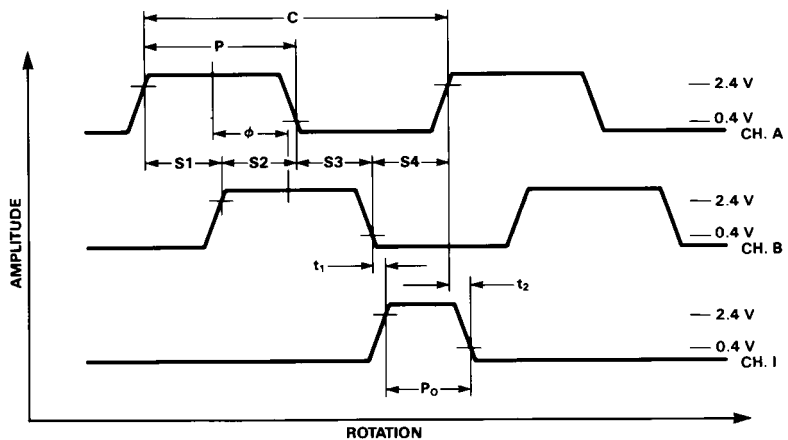 C
P
2.4 V
0.4 V
CH. A
ϕ
S1 S2 S3 S4
2.4 V
0.4 V
CH. B
AMPLITUDE
t₁
t₂
2.4 V
0.4 V
CH. I
P₀
ROTATION